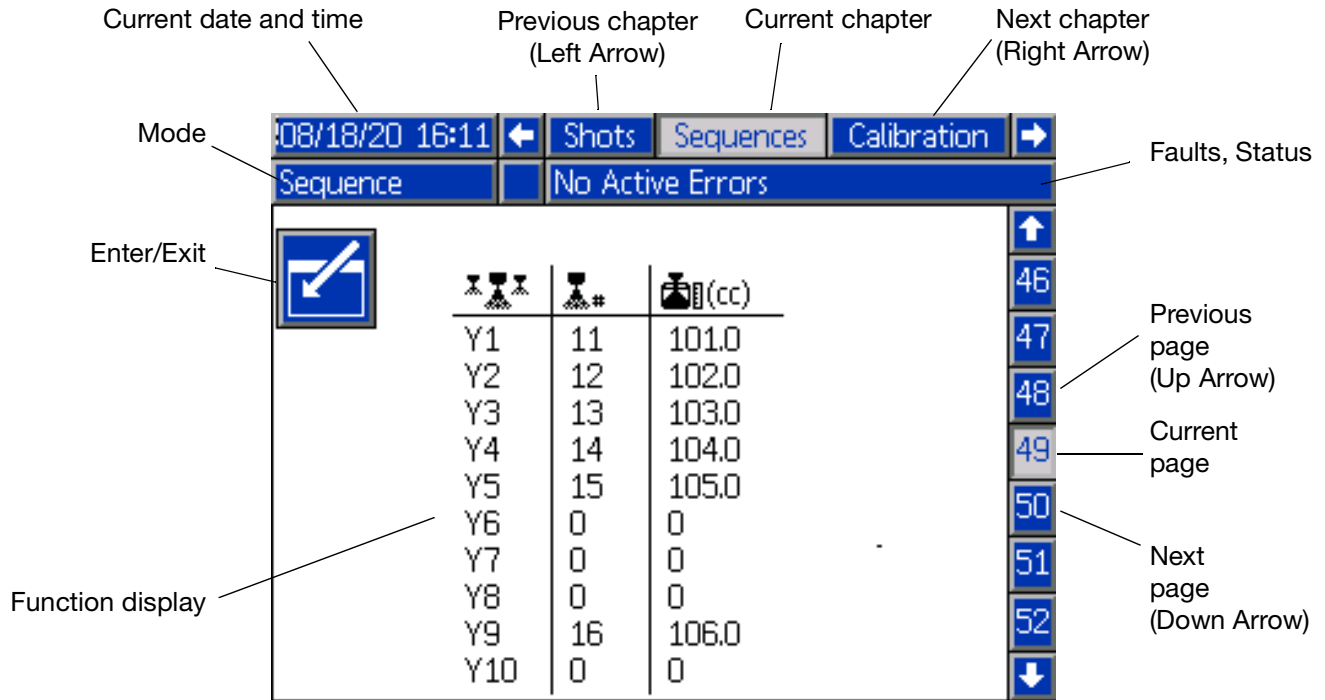 Current date and time
Previous chapter
(Left Arrow)
Current chapter
Next chapter
(Right Arrow)
Mode
:08/18/20 16:11
Shots
Sequences
Calibration
Faults, Status
Sequence
No Active Errors
Enter/Exit
# (cc)
46
47
48
49
50
51
52
Y1 11 101.0
Y2 12 102.0
Y3 13 103.0
Y4 14 104.0
Y5 15 105.0
Y6 0 0
Y7 0 0
Y8 0 0
Y9 16 106.0
Y10 0 0
Previous
page
(Up Arrow)
Current
page
Next
page
(Down Arrow)
Function display